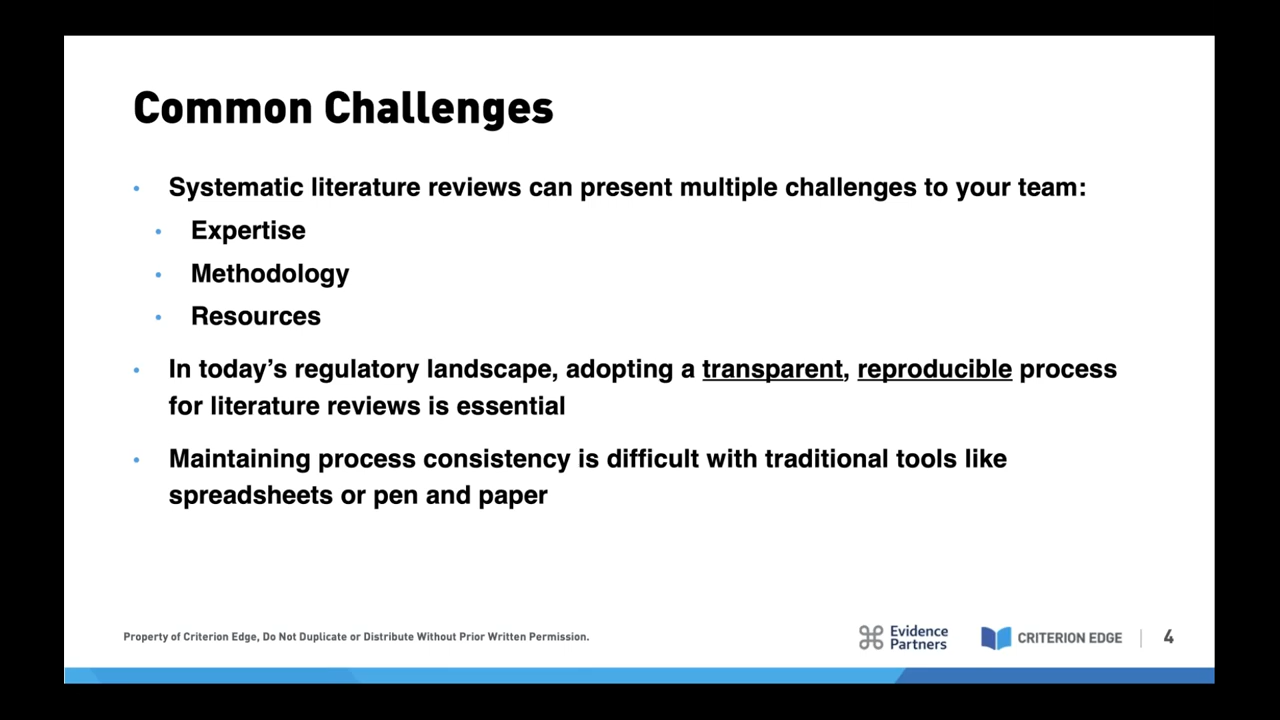 Common Challenges
• Systematic literature reviews can present multiple challenges to your team:
• Expertise
• Methodology
• Resources
• In today’s regulatory landscape, adopting a transparent, reproducible process
for literature reviews is essential
• Maintaining process consistency is difficult with traditional tools like
spreadsheets or pen and paper
Property of Criterion Edge, Do Not Duplicate or Distribute Without Prior Written Permission.
Evidence
Partners
CRITERION EDGE
4